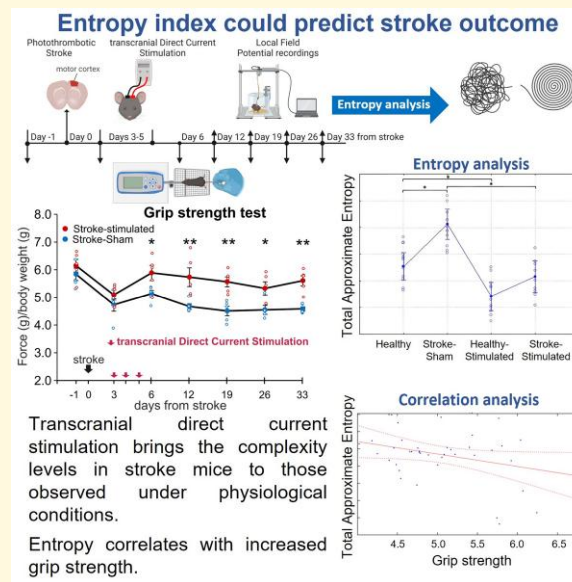 Entropy index could predict stroke outcome
Photothrombotic
Stroke
motor cortex
transcranial Direct Current
Stimulation
Local Field
Potential recordings
Entropy analysis
Day -1
Day 0
Days 3-5
Day 6
Day 12
Day 19
Day 26
Day 33 from stroke
Grip strength test
Stroke-stimulated
Stroke-Sham
* ** ** * **
Force (g)/body weight (g)
8.0
7.0
6.0
5.0
4.0
3.0
2.0
transcranial Direct Current Stimulation
stroke
-1 0 3 6 12 19 26 33
days from stroke
Entropy analysis
* * *
Total Approximate Entropy
Healthy
Stroke-
Sham
Healthy-
Stimulated
Stroke-
Stimulated
Correlation analysis
Total Approximate Entropy
4.5 5.0 5.5 6.0 6.5
Grip strength
Transcranial direct current
stimulation brings the complexity
levels in stroke mice to those
observed under physiological
conditions.
Entropy correlates with increased
grip strength.